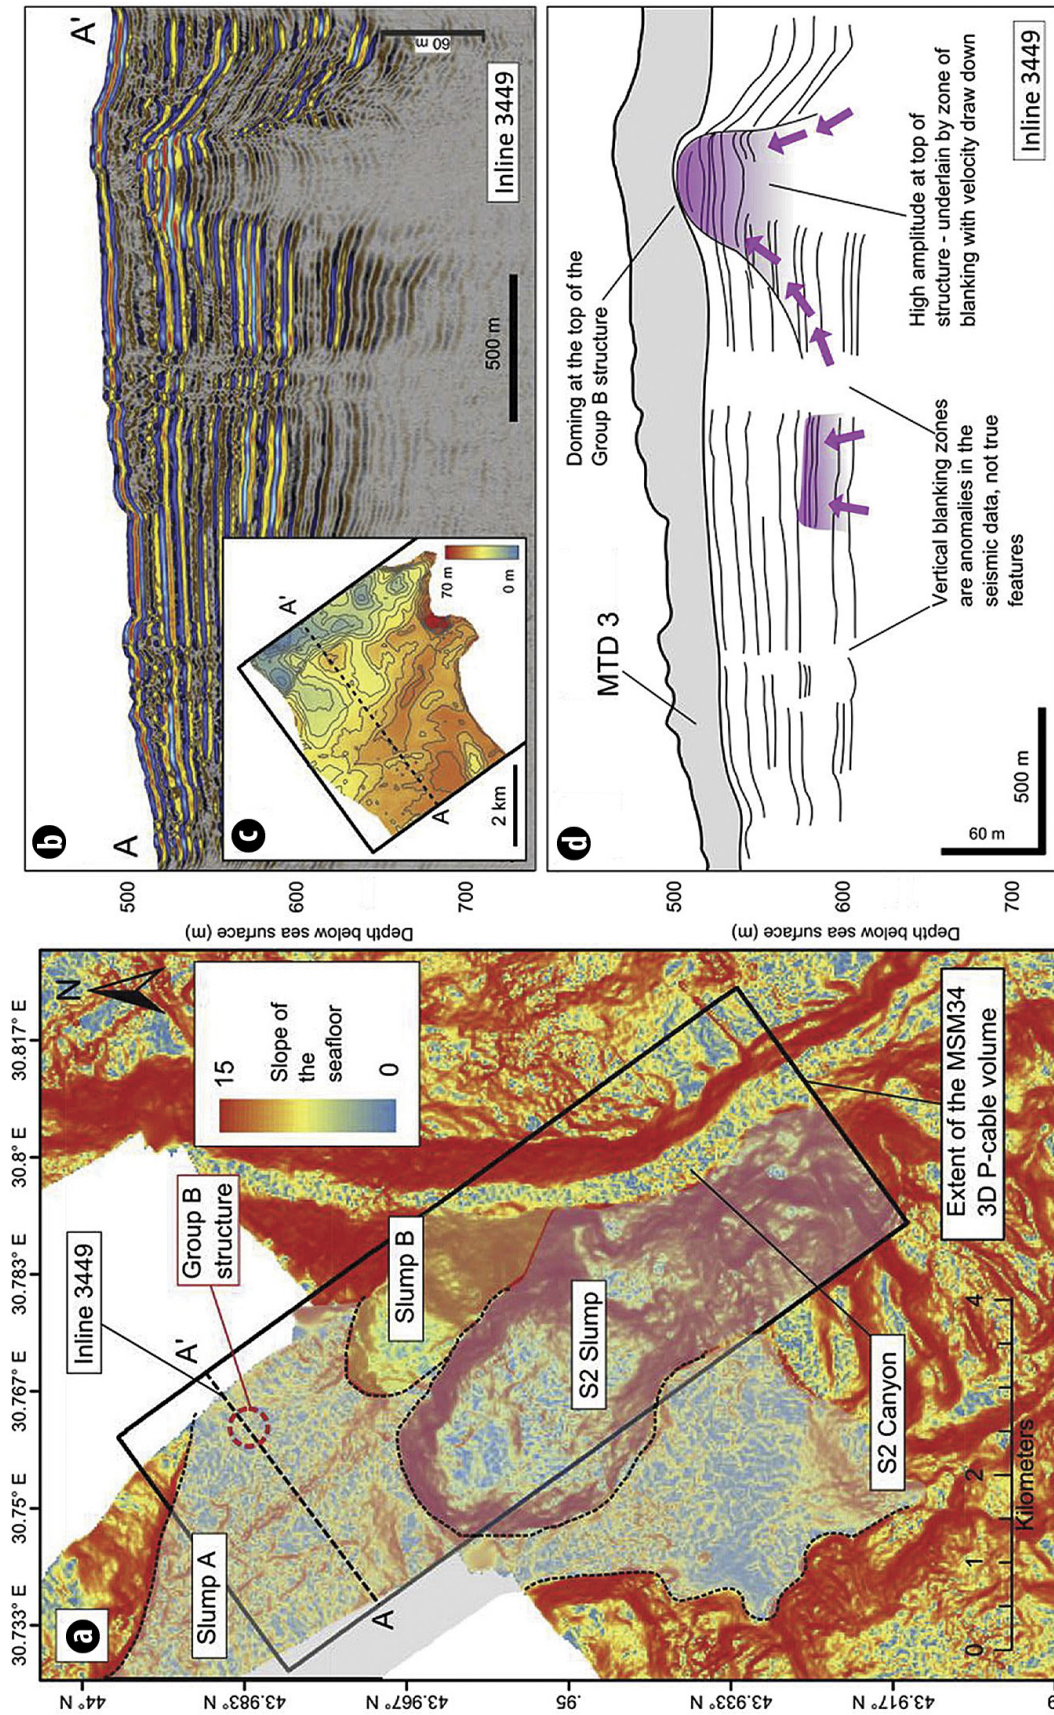 a
44° N
43.983° N
43.967° N
.95
43.933° N
43.917° N
9
30.733° E
30.75° E
30.767° E
30.783° E
30.8° E
30.817° E
N
Slump A
Inline 3449
A'
A
Group B
structure
Slump B
S2 Slump
S2 Canyon
15
Slope of
the
seafloor
0
Extent of the MSM34
3D P-cable volume
0
1
2
4
Kilometers
b
A
A'
500
600
700
Depth below sea surface (m)
60 m
Inline 3449
500 m
c
A
A'
70 m
0 m
2 km
d
500
600
700
Depth below sea surface (m)
MTD 3
Doming at the top of the
Group B structure
High amplitude at top of
structure - underlain by zone of
blanking with velocity draw down
Vertical blanking zones
are anomalies in the
seismic data, not true
features
60 m
500 m
Inline 3449